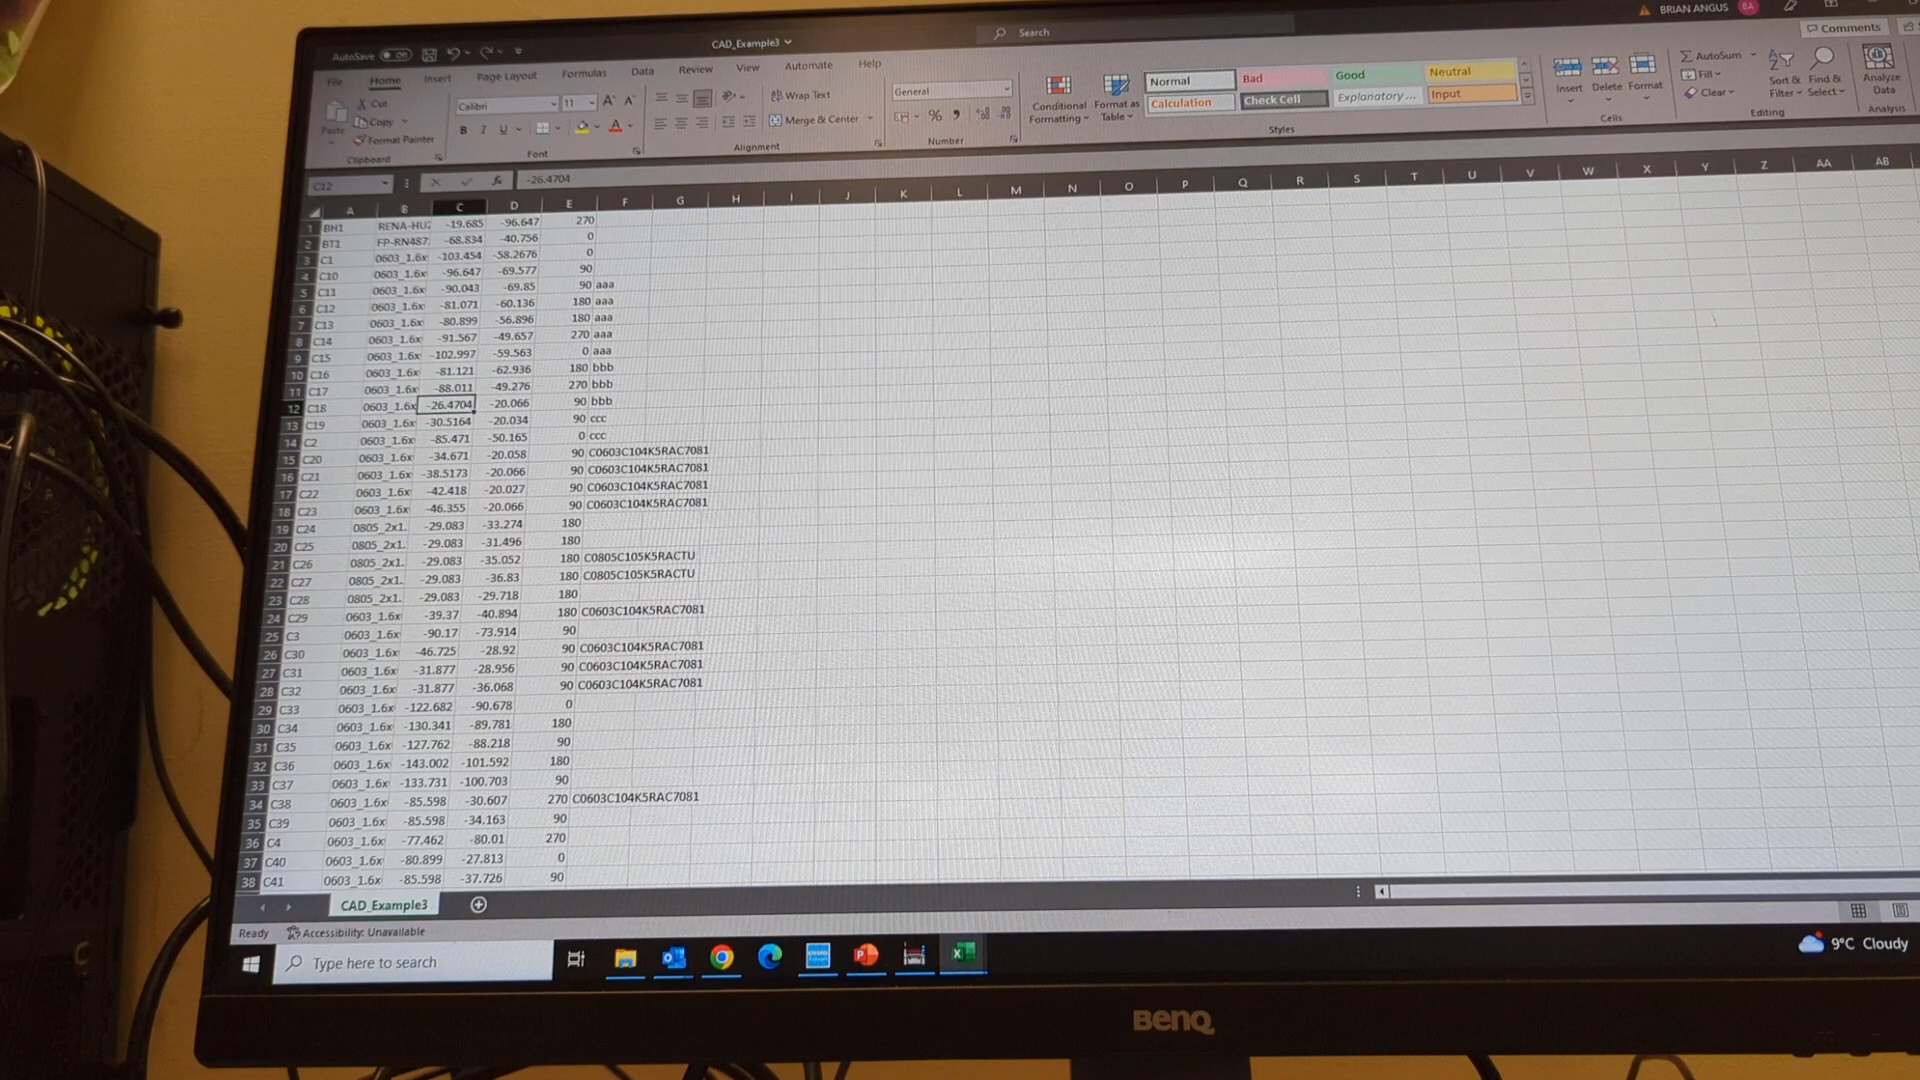 AutoSave Off CAD_Example3 Search BRIAN ANGUS BA
File Home Insert Page Layout Formulas Data Review View Automate Help Comments
Paste Cut Copy Format Painter Clipboard
Calibri 11 B I U Font
Wrap Text Merge & Center Alignment
General % Number
Conditional Formatting Format as Table
Normal Bad Good Neutral
Calculation Check Cell Explanatory ... Input
Styles
Insert Delete Format Cells
AutoSum Fill Clear Sort & Filter Find & Select Editing
Analyze Data Analysis
C12 fx -26.4704
A B C D E F G H I J K L M N O P Q R S T U V W X Y Z AA AB
1 BH1 RENA-HU -19.685 -96.647 270
2 BT1 FP-RN487 -68.834 -40.756 0
3 C1 0603_1.6x -103.454 -58.2676 0
4 C10 0603_1.6x -96.647 -69.577 90
5 C11 0603_1.6x -90.043 -69.85 90 aaa
6 C12 0603_1.6x -81.071 -60.136 180 aaa
7 C13 0603_1.6x -80.899 -56.896 180 aaa
8 C14 0603_1.6x -91.567 -49.657 270 aaa
9 C15 0603_1.6x -102.997 -59.563 0 aaa
10 C16 0603_1.6x -81.121 -62.936 180 bbb
11 C17 0603_1.6x -88.011 -49.276 270 bbb
12 C18 0603_1.6x -26.4704 -20.066 90 bbb
13 C19 0603_1.6x -30.5164 -20.034 90 ccc
14 C2 0603_1.6x -85.471 -50.165 0 ccc
15 C20 0603_1.6x -34.671 -20.058 90 C0603C104K5RAC7081
16 C21 0603_1.6x -38.5173 -20.066 90 C0603C104K5RAC7081
17 C22 0603_1.6x -42.418 -20.027 90 C0603C104K5RAC7081
18 C23 0603_1.6x -46.355 -20.066 90 C0603C104K5RAC7081
19 C24 0805_2x1. -29.083 -33.274 180
20 C25 0805_2x1. -29.083 -31.496 180
21 C26 0805_2x1. -29.083 -35.052 180 C0805C105K5RACTU
22 C27 0805_2x1. -29.083 -36.83 180 C0805C105K5RACTU
23 C28 0805_2x1. -29.083 -29.718 180
24 C29 0603_1.6x -39.37 -40.894 180 C0603C104K5RAC7081
25 C3 0603_1.6x -90.17 -73.914 90
26 C30 0603_1.6x -46.725 -28.92 90 C0603C104K5RAC7081
27 C31 0603_1.6x -31.877 -28.956 90 C0603C104K5RAC7081
28 C32 0603_1.6x -31.877 -36.068 90 C0603C104K5RAC7081
29 C33 0603_1.6x -122.682 -90.678 0
30 C34 0603_1.6x -130.341 -89.781 180
31 C35 0603_1.6x -127.762 -88.218 90
32 C36 0603_1.6x -143.002 -101.592 180
33 C37 0603_1.6x -133.731 -100.703 90
34 C38 0603_1.6x -85.598 -30.607 270 C0603C104K5RAC7081
35 C39 0603_1.6x -85.598 -34.163 90
36 C4 0603_1.6x -77.462 -80.01 270
37 C40 0603_1.6x -80.899 -27.813 0
38 C41 0603_1.6x -85.598 -37.726 90
CAD_Example3
Ready Accessibility: Unavailable
Type here to search 9°C Cloudy
BenQ